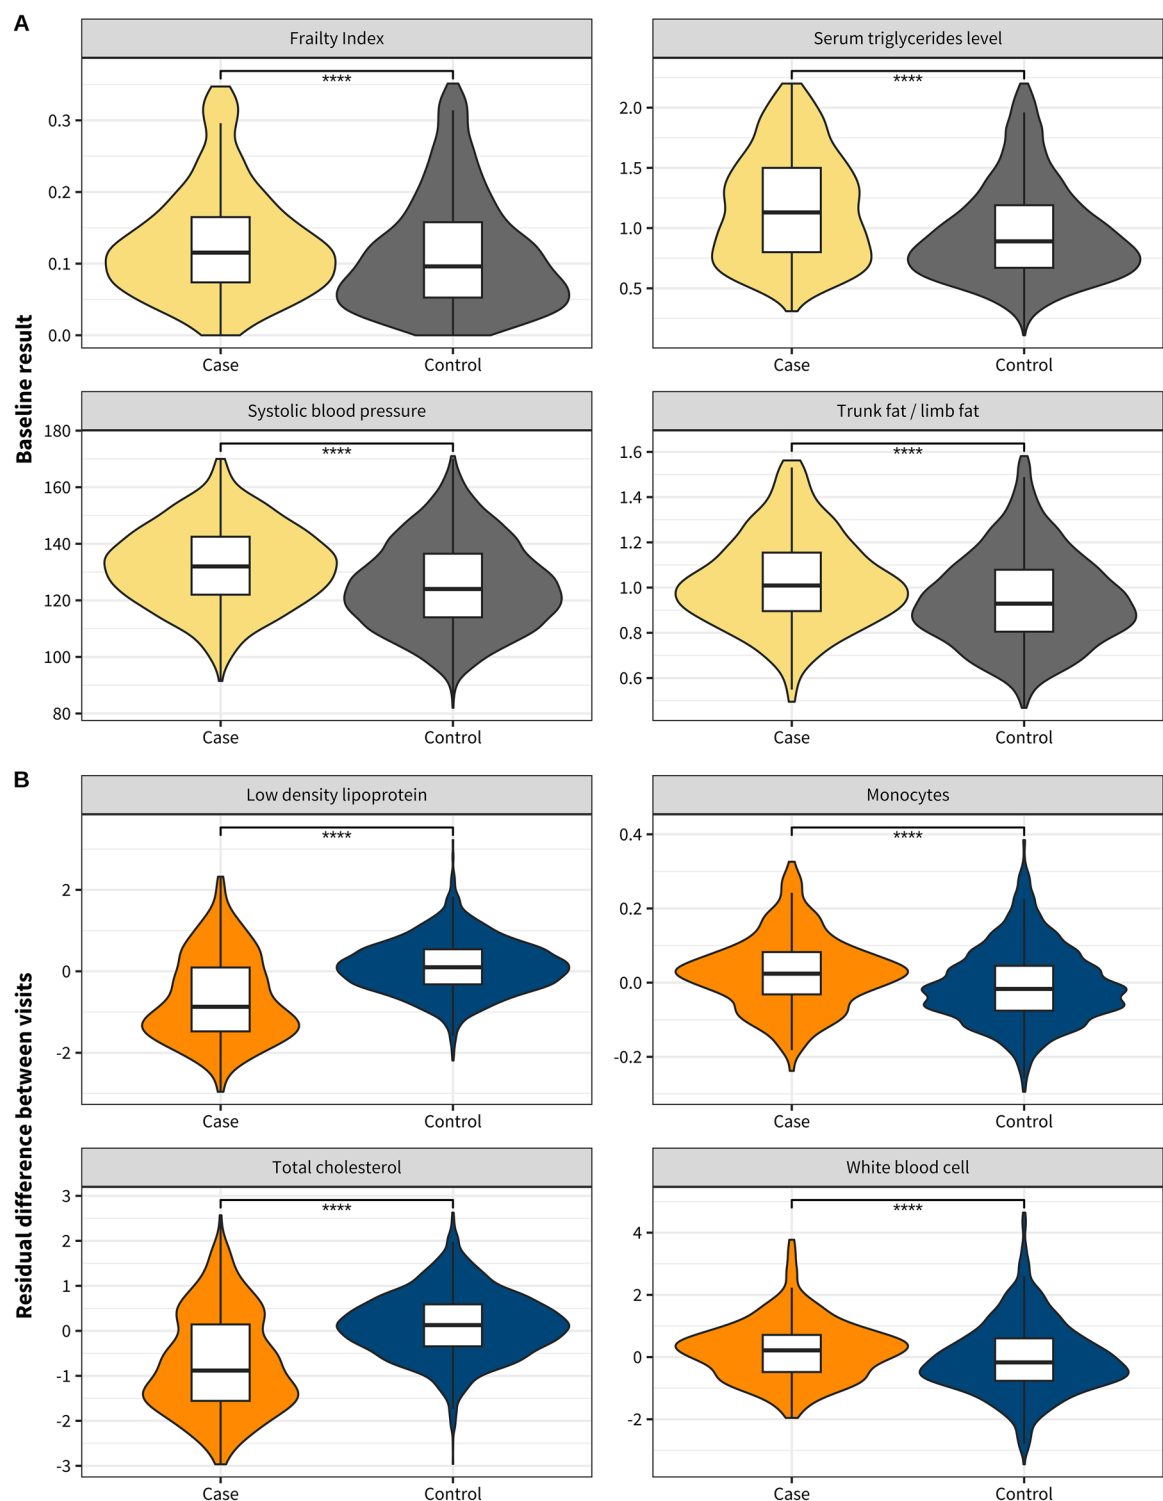 A
Baseline result
Frailty Index
****
0.3
0.2
0.1
0.0
Case Control
Serum triglycerides level
****
2.0
1.5
1.0
0.5
Case Control
Systolic blood pressure
****
180
160
140
120
100
80
Case Control
Trunk fat / limb fat
****
1.6
1.4
1.2
1.0
0.8
0.6
Case Control
B
Residual difference between visits
Low density lipoprotein
****
2
0
-2
Case Control
Monocytes
****
0.4
0.2
0.0
-0.2
Case Control
Total cholesterol
****
3
2
1
0
-1
-2
-3
Case Control
White blood cell
****
4
2
0
-2
Case Control